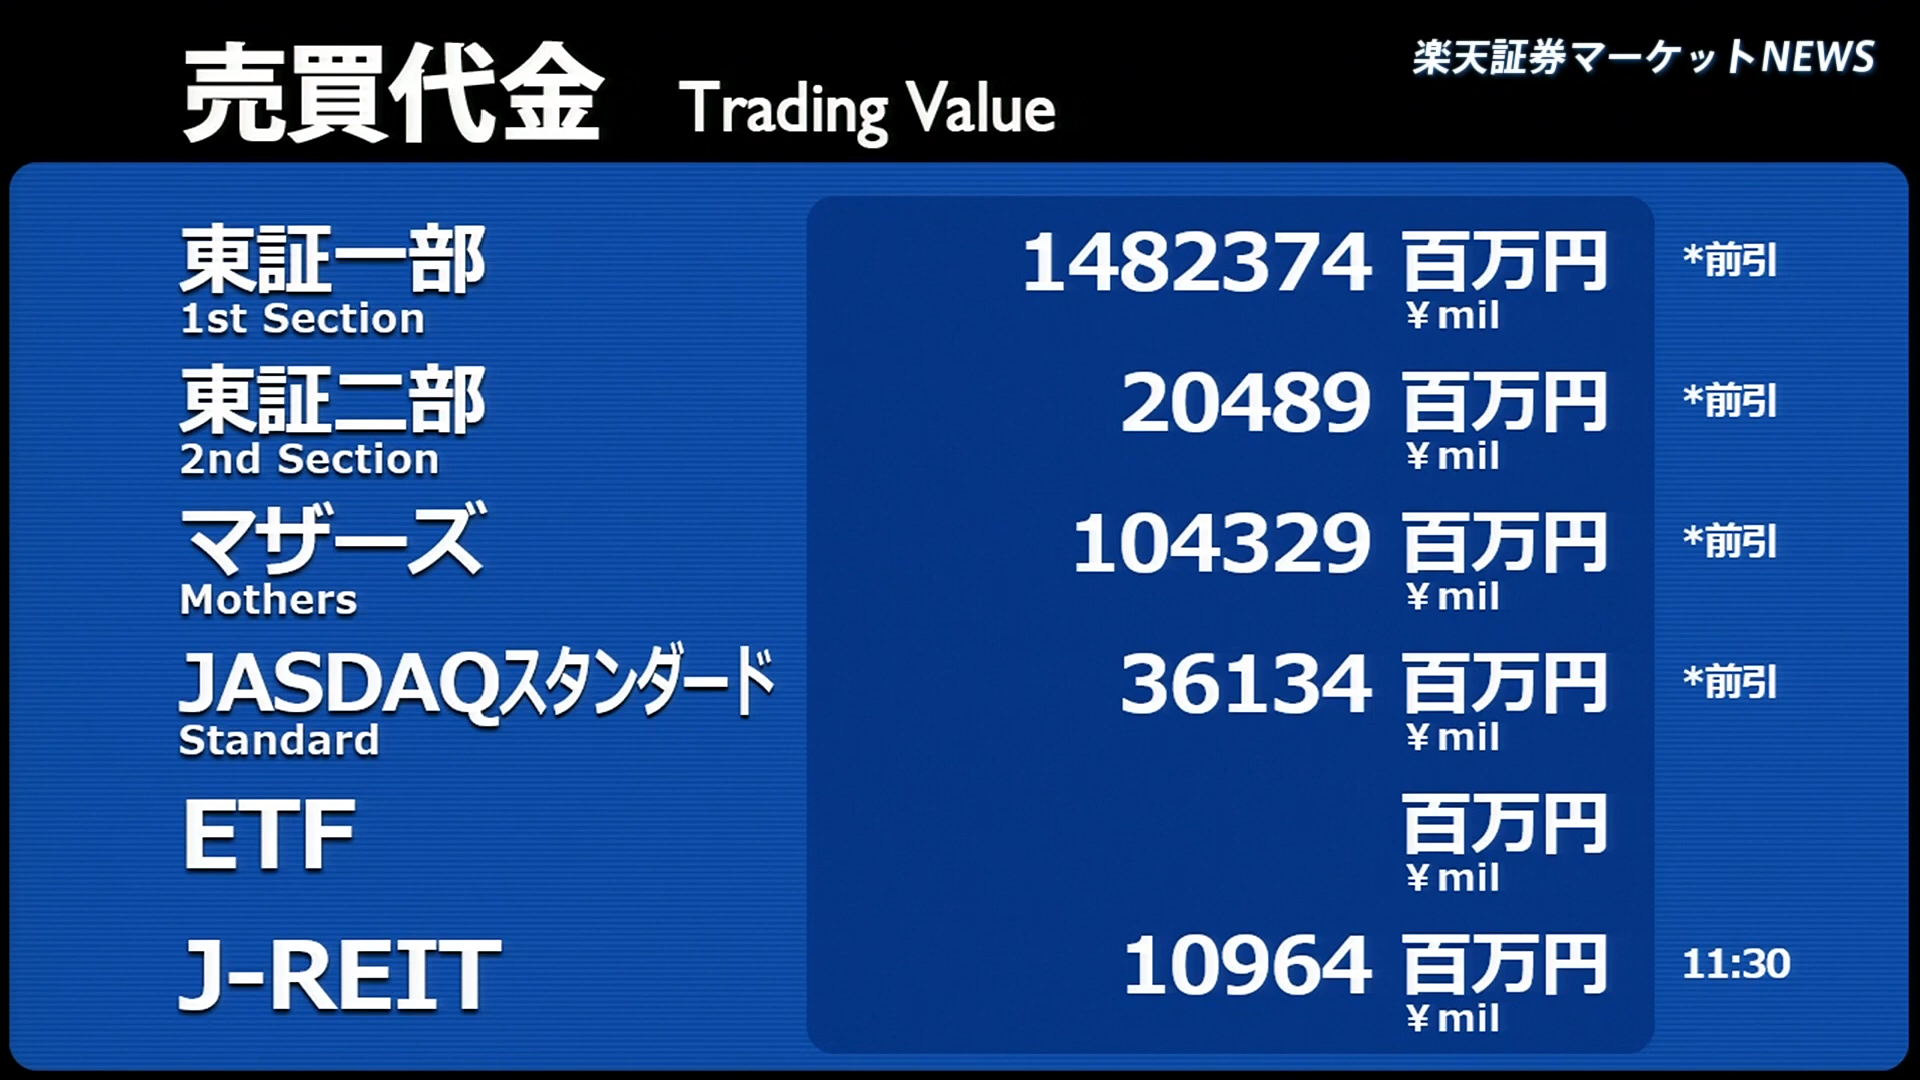 売買代金 Trading Value
楽天証券マーケットNEWS
東証一部 1482374 百万円 *前引
1st Section ¥mil
東証二部 20489 百万円 *前引
2nd Section ¥mil
マザーズ 104329 百万円 *前引
Mothers ¥mil
JASDAQスタンダード 36134 百万円 *前引
Standard ¥mil
ETF 百万円
¥mil
J-REIT 10964 百万円 11:30
¥mil